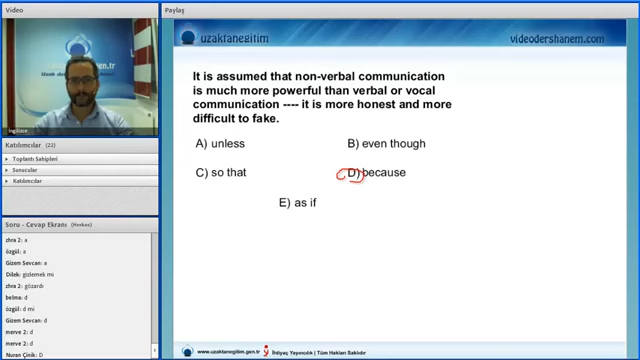 Video
Paylaş
uzaktanegitim
videodershanem.com
It is assumed that non-verbal communication
is much more powerful than verbal or vocal
communication ---- it is more honest and more
difficult to fake.
A) unless
B) even though
C) so that
D) because
E) as if
İngilizce
Katılımcılar (22)
Toplantı Sahipleri
Sunucular
Katılımcılar
Soru - Cevap Ekranı (Herkes)
zhra 2: a
özgül: a
Gizem Sevcan: a
Dilek: gizlemek mi
zhra 2: gözardı
belma: d
özgül: d mi
Gizem Sevcan: d
merve 2: d
merve 2: d
Nuran Çinik: D
www.uzaktanegitim.gen.tr
İhtiyaç Yayıncılık | Tüm Hakları Saklıdır